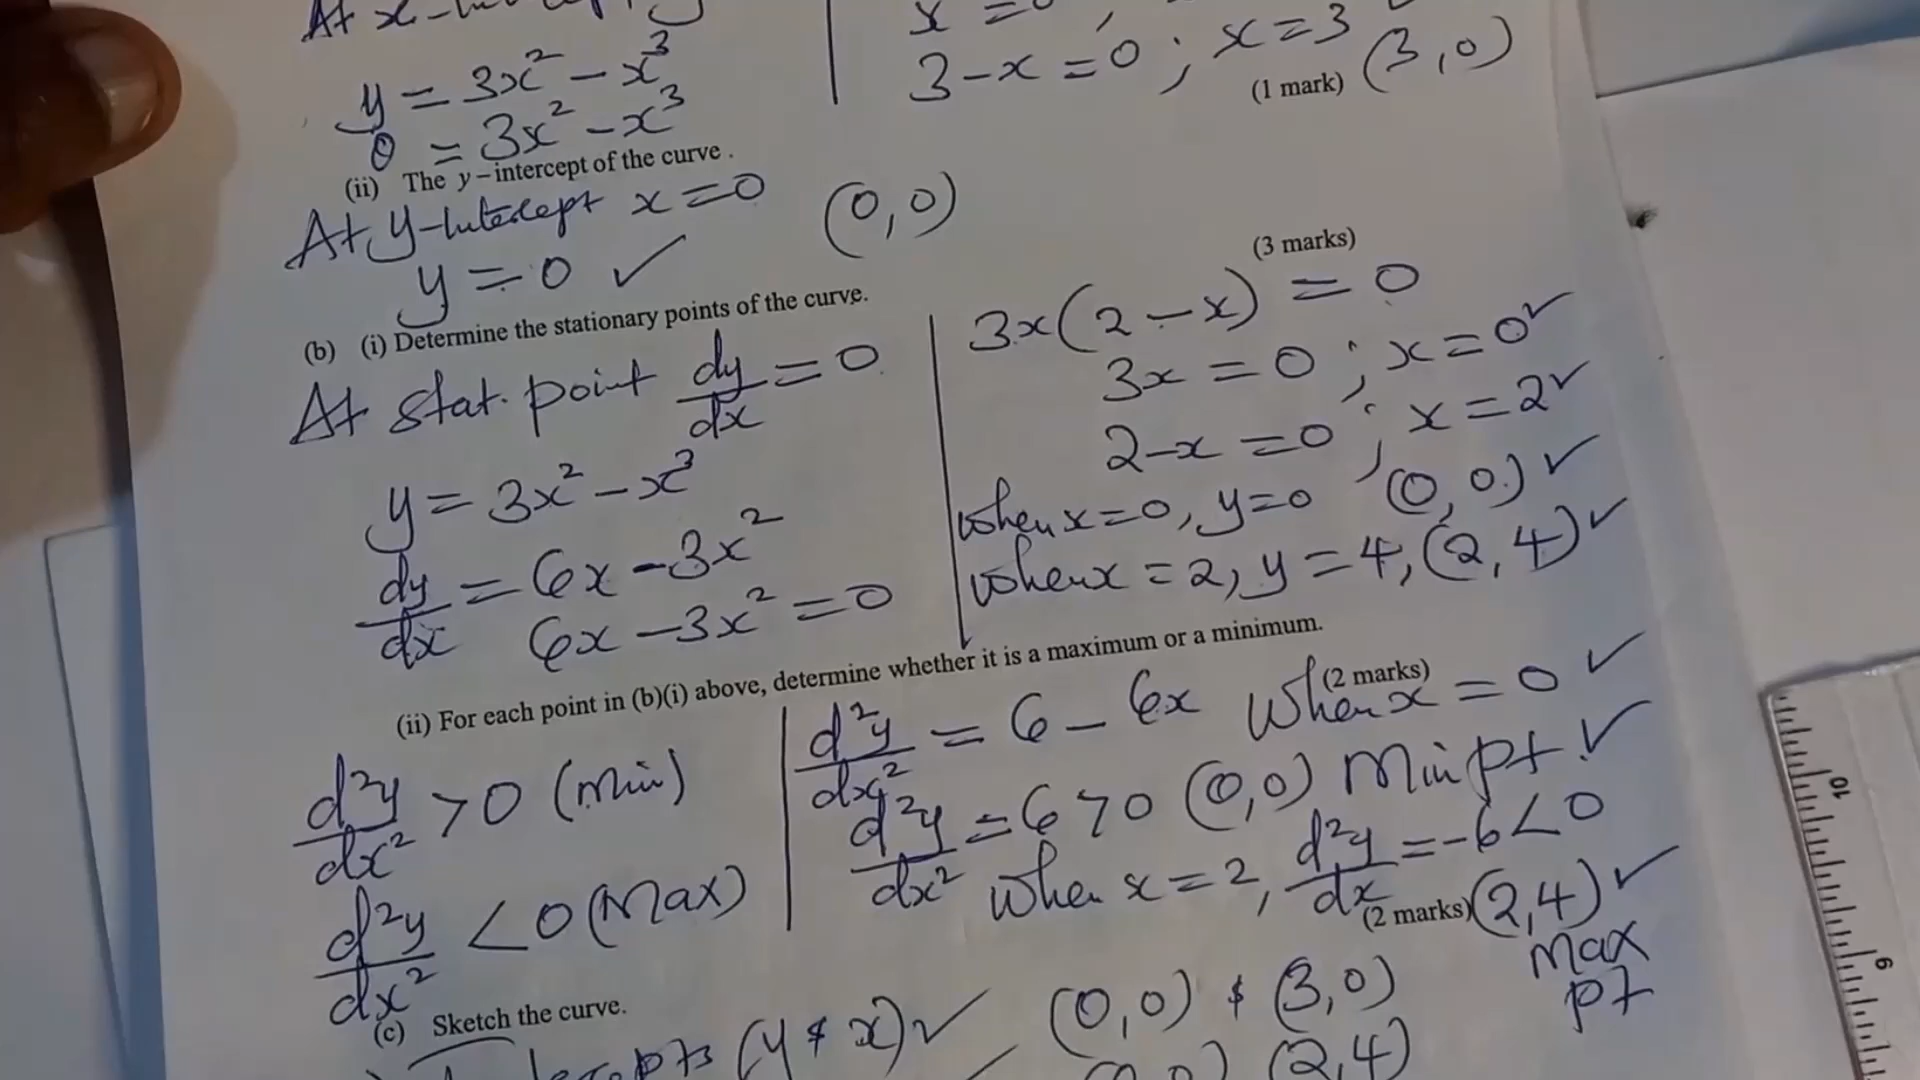 At x-
y = 3x² - x³
0 = 3x² - x³
x = 0
3 - x = 0 ; x = 3 (3, 0)
(1 mark)
(ii) The y – intercept of the curve .
At y-Intercept x = 0 (0, 0)
y = 0 ✓
(3 marks)
(b) (i) Determine the stationary points of the curve.
At stat. point dy/dx = 0
y = 3x² - x³
dy/dx = 6x - 3x²
6x - 3x² = 0
3x(2 - x) = 0
3x = 0 ; x = 0 ✓
2 - x = 0 ; x = 2 ✓
when x = 0, y = 0 (0, 0) ✓
when x = 2, y = 4, (2, 4) ✓
(ii) For each point in (b)(i) above, determine whether it is a maximum or a minimum.
(2 marks)
d²y/dx² > 0 (Min)
d²y/dx² < 0 (Max)
d²y/dx² = 6 - 6x When x = 0 ✓
d²y/dx² = 6 > 0 (0, 0) Min pt ✓
when x = 2, d²y/dx = -6 < 0
(2 marks) (2, 4) ✓
Max
pt
(c) Sketch the curve.
(y & x) ✓ (0, 0) & (3, 0)
(2, 4)
10
9